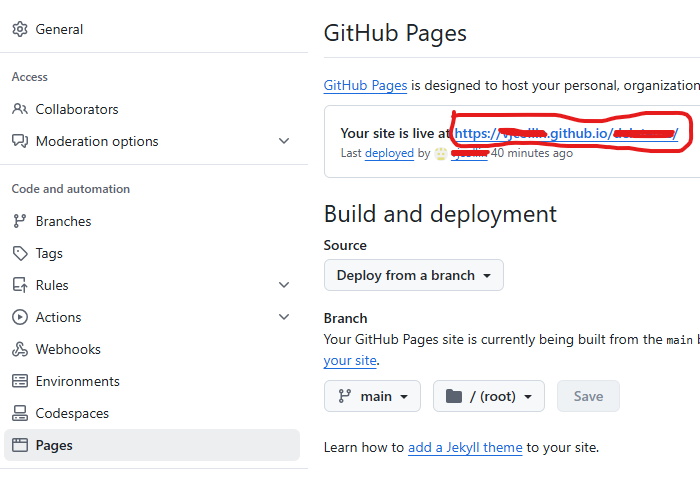 General
Access
Collaborators
Moderation options
Code and automation
Branches
Tags
Rules
Actions
Webhooks
Environments
Codespaces
Pages
GitHub Pages
GitHub Pages is designed to host your personal, organization
Your site is live at https://.github.io//
Last deployed by 40 minutes ago
Build and deployment
Source
Deploy from a branch
Branch
Your GitHub Pages site is currently being built from the main
your site.
main
/ (root)
Save
Learn how to add a Jekyll theme to your site.